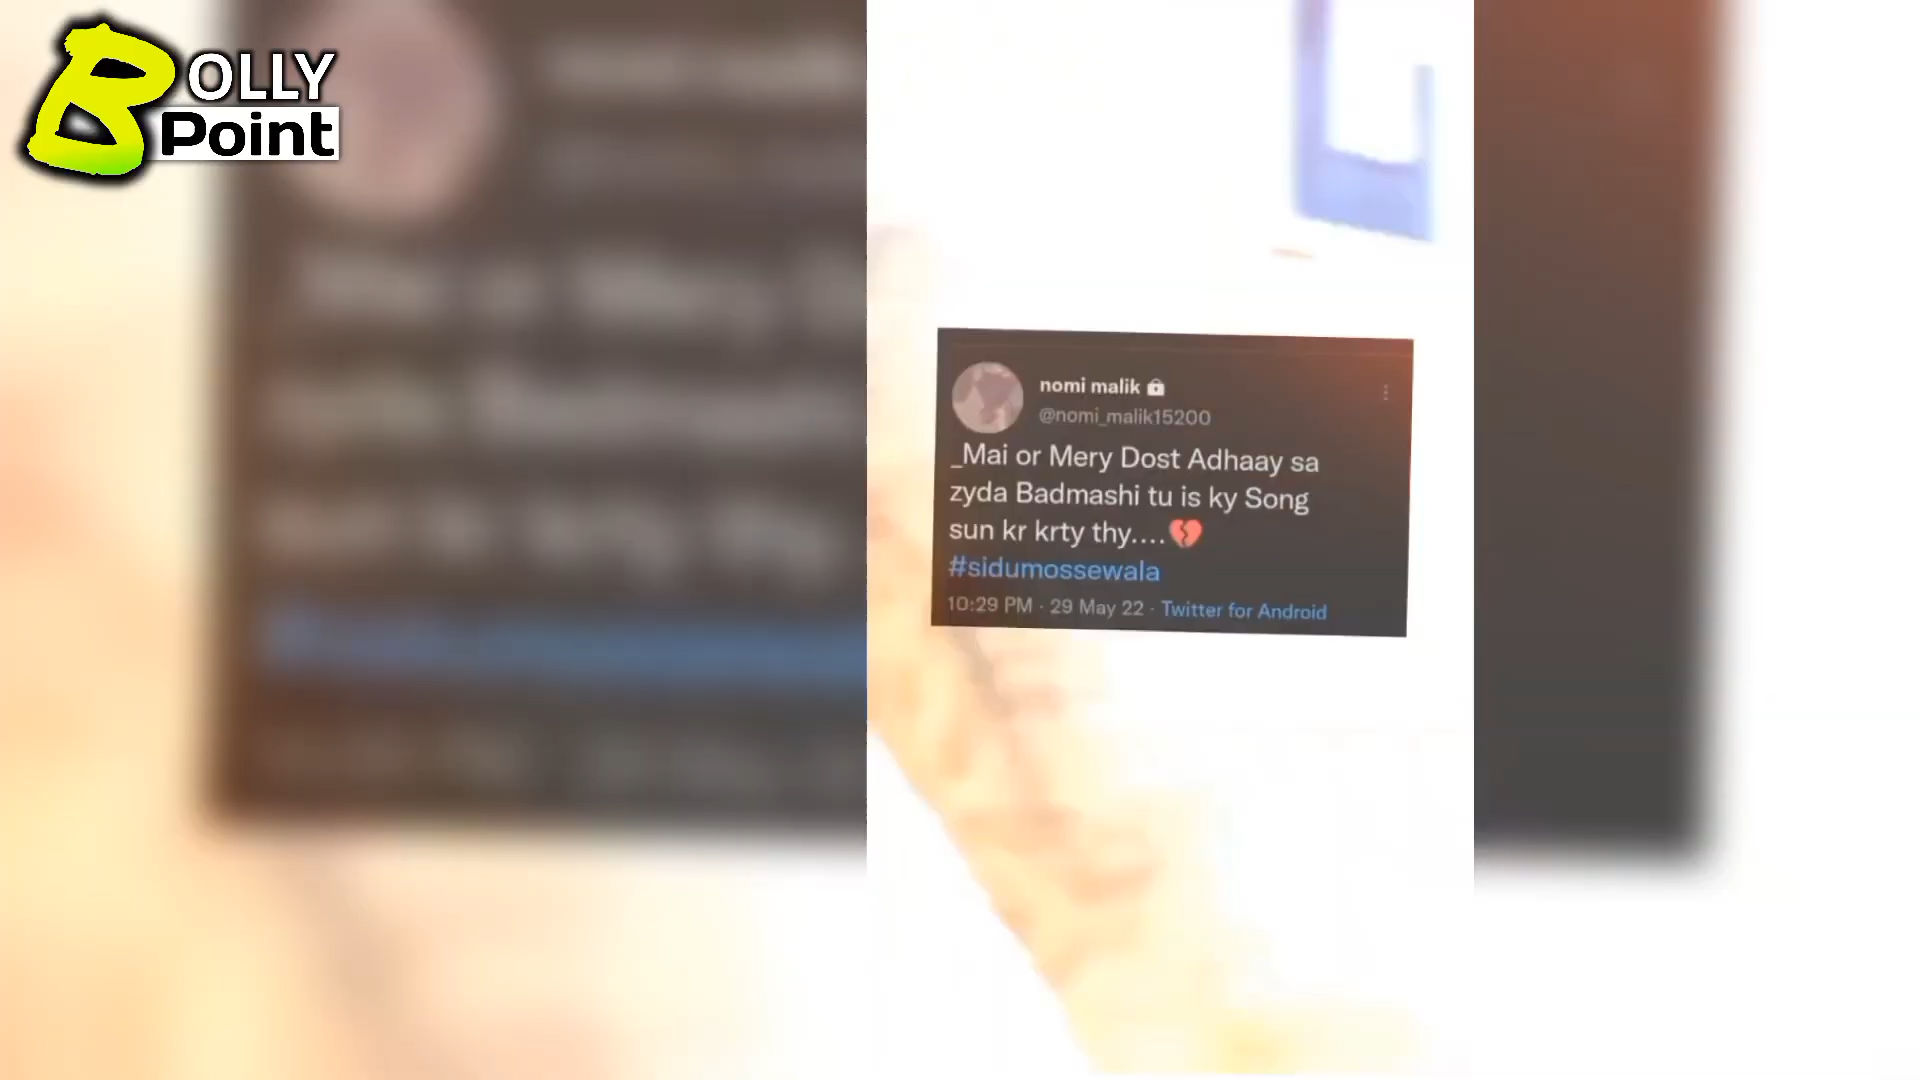 BOLLY
Point
nomi malik
@nomi_malik15200
_Mai or Mery Dost Adhaay sa
zyda Badmashi tu is ky Song
sun kr krty thy....💔
#sidumossewala
10:29 PM · 29 May 22 · Twitter for Android